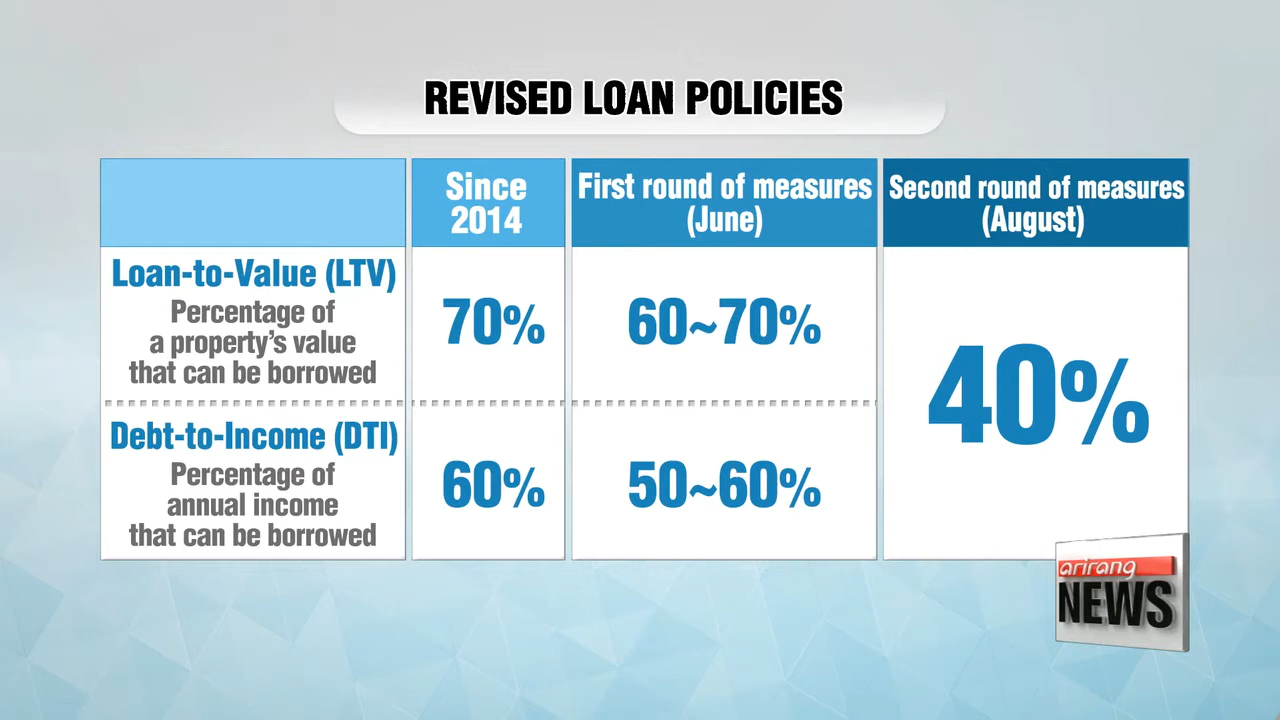 REVISED LOAN POLICIES
Since
2014
First round of measures
(June)
Second round of measures
(August)
Loan-to-Value (LTV)
Percentage of
a property's value
that can be borrowed
70%
60~70%
40%
Debt-to-Income (DTI)
Percentage of
annual income
that can be borrowed
60%
50~60%
arirang
NEWS